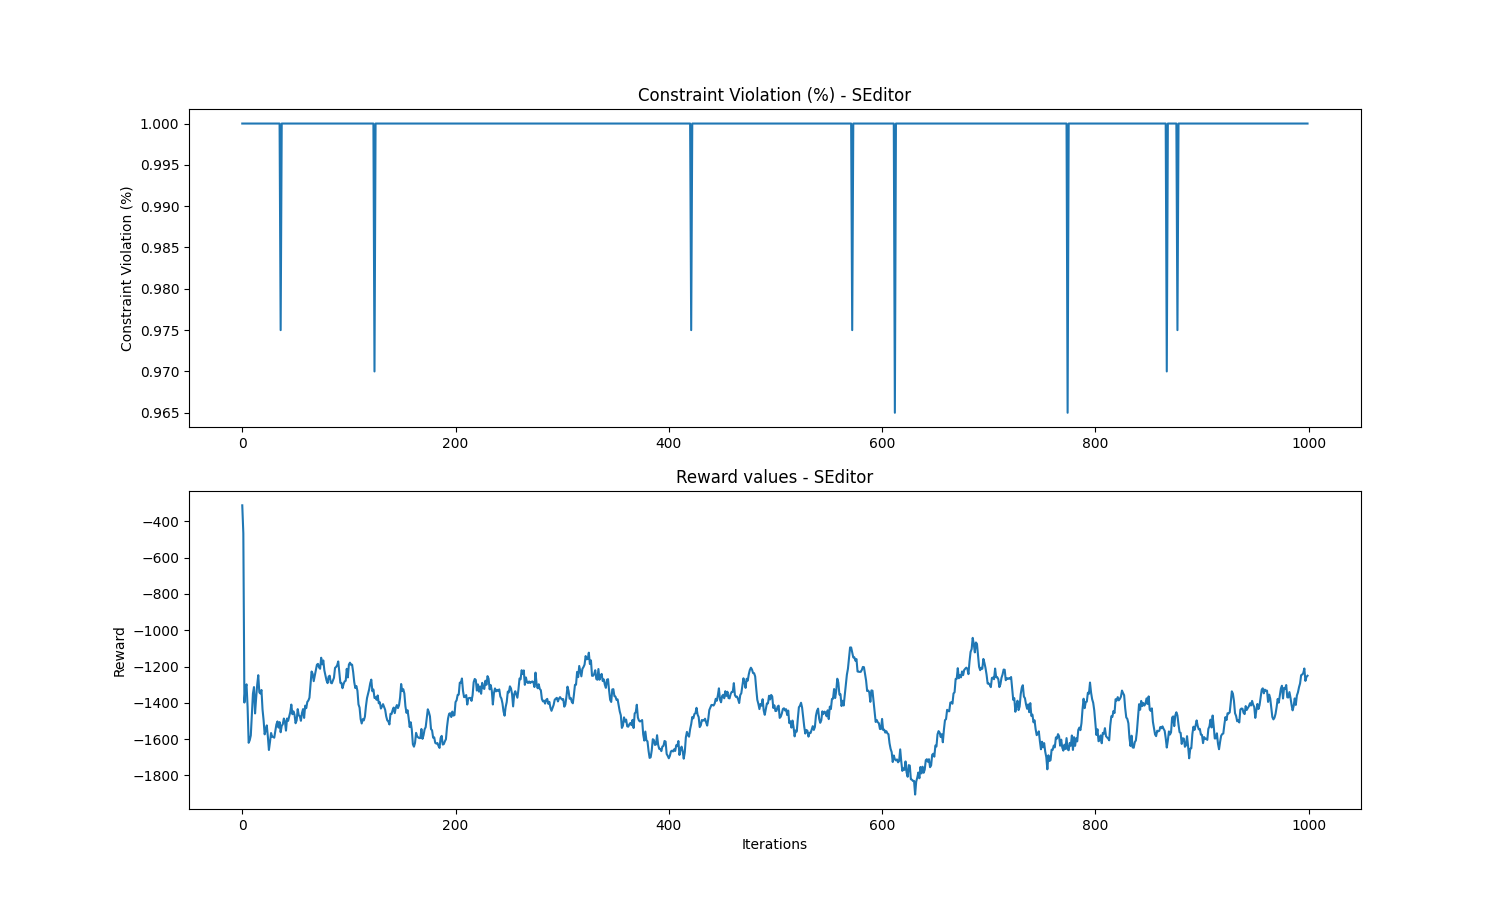 Constraint Violation (%) - SEditor
Constraint Violation (%)
1.000
0.995
0.990
0.985
0.980
0.975
0.970
0.965
0 200 400 600 800 1000
Reward values - SEditor
Reward
−400
−600
−800
−1000
−1200
−1400
−1600
−1800
0 200 400 600 800 1000
Iterations